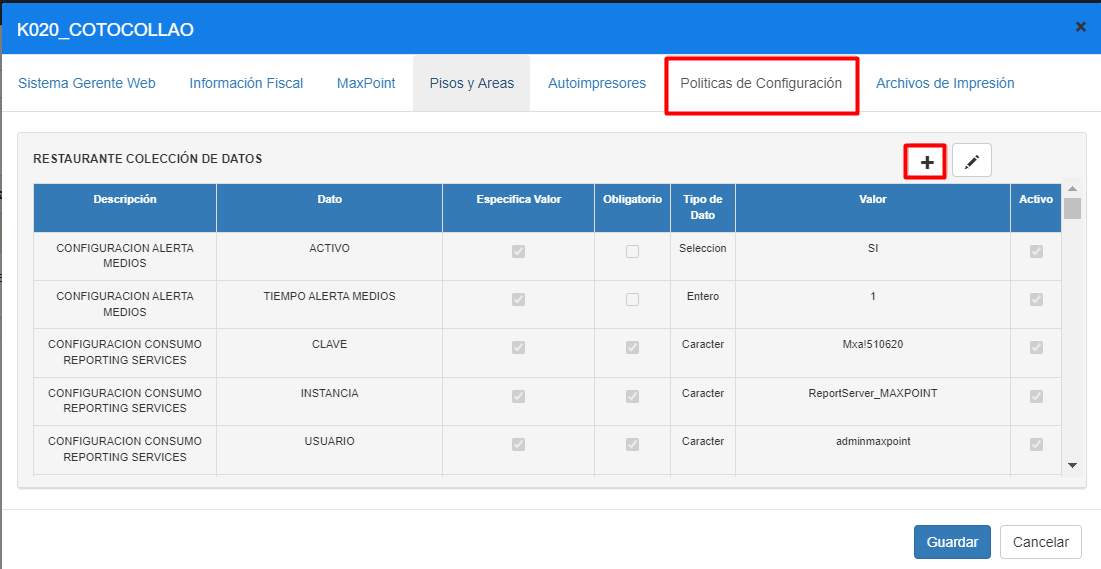 K020_COTOCOLLAO
×
Sistema Gerente Web Información Fiscal MaxPoint Pisos y Areas Autoimpresores Politicas de Configuración Archivos de Impresión
RESTAURANTE COLECCIÓN DE DATOS
+
Descripción Dato Especifica Valor Obligatorio Tipo de Dato Valor Activo
CONFIGURACION ALERTA MEDIOS ACTIVO Seleccion SI
CONFIGURACION ALERTA MEDIOS TIEMPO ALERTA MEDIOS Entero 1
CONFIGURACION CONSUMO REPORTING SERVICES CLAVE Caracter Mxa!510620
CONFIGURACION CONSUMO REPORTING SERVICES INSTANCIA Caracter ReportServer_MAXPOINT
CONFIGURACION CONSUMO REPORTING SERVICES USUARIO Caracter adminmaxpoint
Guardar Cancelar